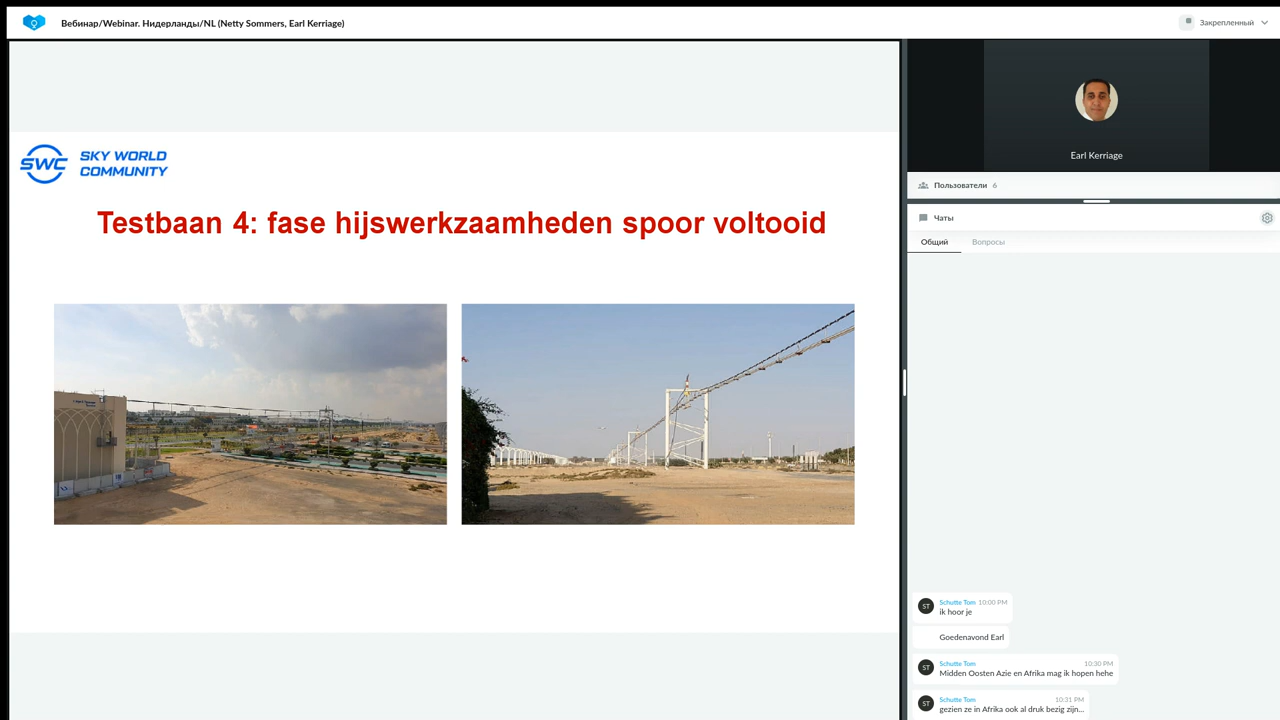 Вебинар/Webinar. Нидерланды/NL (Netty Sommers, Earl Kerriage)
Закрепленный
SWC SKY WORLD
COMMUNITY
Testbaan 4: fase hijswerkzaamheden spoor voltooid
Earl Kerriage
Пользователи 6
Чаты
Общий Вопросы
ST Schutte Tom 10:00 PM
ik hoor je
Goedenavond Earl
ST Schutte Tom 10:30 PM
Midden Oosten Azie en Afrika mag ik hopen hehe
ST Schutte Tom 10:31 PM
gezien ze in Afrika ook al druk bezig zijn...